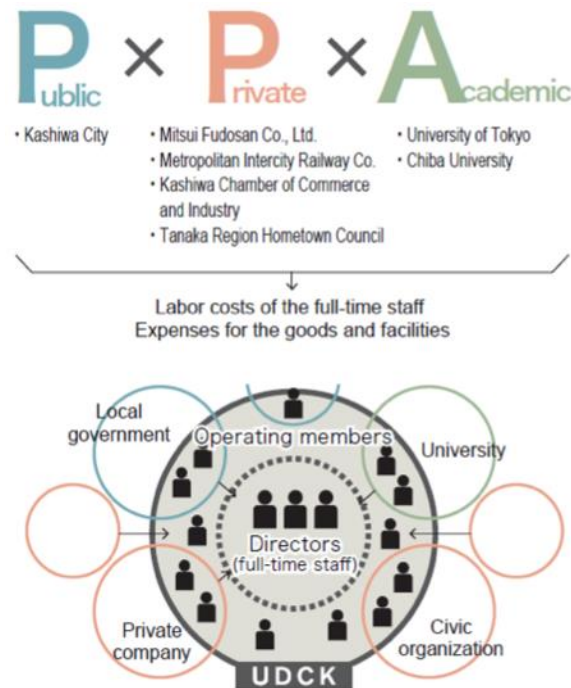 Public × Private × Academic
• Kashiwa City
• Mitsui Fudosan Co., Ltd.
• Metropolitan Intercity Railway Co.
• Kashiwa Chamber of Commerce
and Industry
• Tanaka Region Hometown Council
• University of Tokyo
• Chiba University
Labor costs of the full-time staff
Expenses for the goods and facilities
Local
government
Operating members
University
Directors
(full-time staff)
Private
company
Civic
organization
UDCK